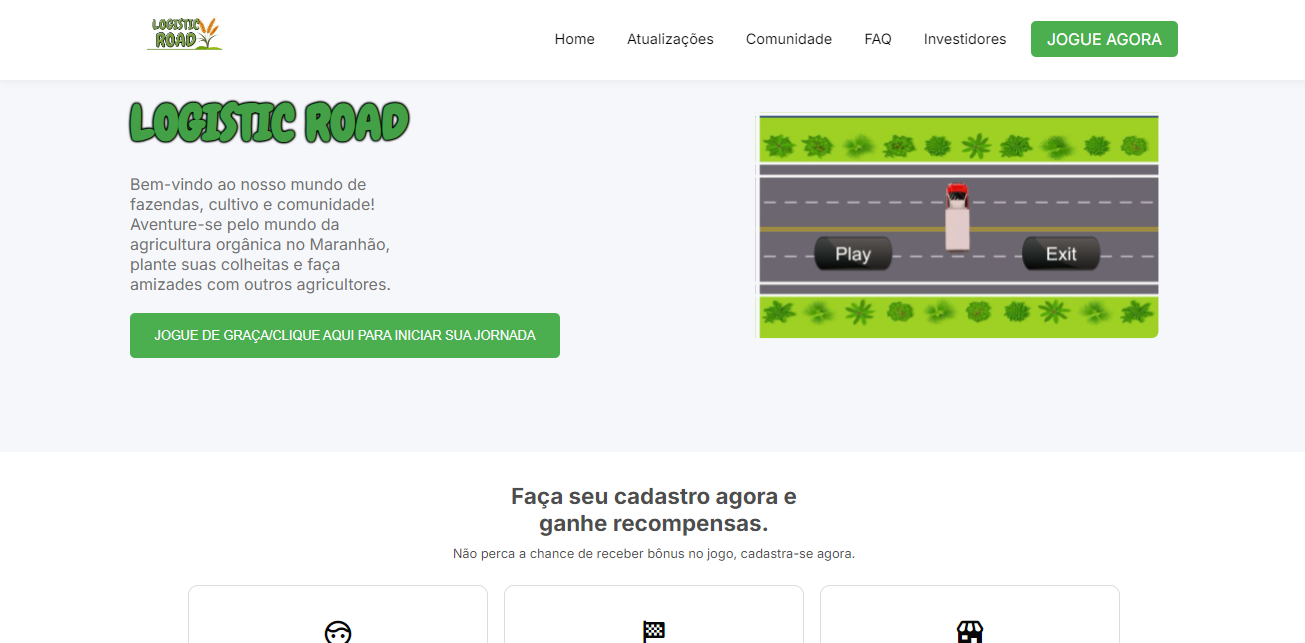 LOGISTIC
ROAD
Home
Atualizações
Comunidade
FAQ
Investidores
JOGUE AGORA
LOGISTIC ROAD
Bem-vindo ao nosso mundo de
fazendas, cultivo e comunidade!
Aventure-se pelo mundo da
agricultura orgânica no Maranhão,
plante suas colheitas e faça
amizades com outros agricultores.
JOGUE DE GRAÇA/CLIQUE AQUI PARA INICIAR SUA JORNADA
Play
Exit
Faça seu cadastro agora e
ganhe recompensas.
Não perca a chance de receber bônus no jogo, cadastra-se agora.